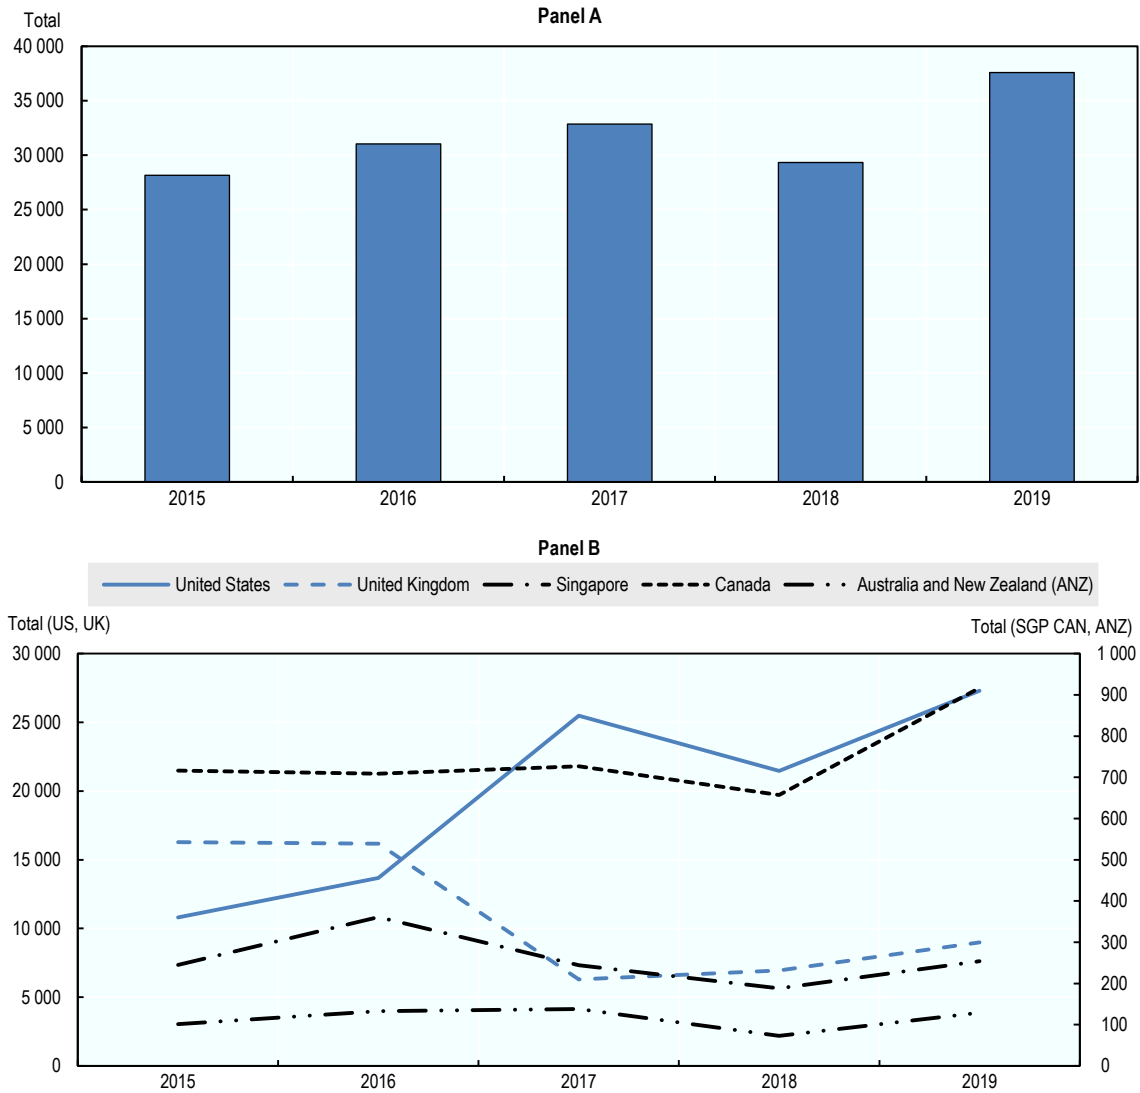 Panel A
Total
40 000
35 000
30 000
25 000
20 000
15 000
10 000
5 000
0
2015 2016 2017 2018 2019
Panel B
United States United Kingdom Singapore Canada Australia and New Zealand (ANZ)
Total (US, UK) Total (SGP CAN, ANZ)
30 000 1 000
900
25 000
800
700
20 000
600
15 000 500
400
10 000
300
200
5 000
100
0 0
2015 2016 2017 2018 2019